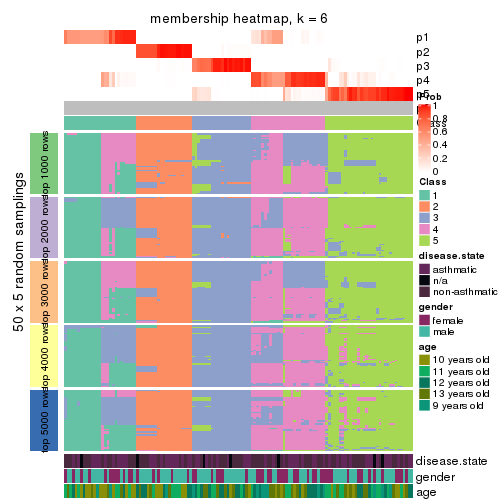 membership heatmap, k = 6
p1
p2
p3
p4
Prob
1
0.8
0.6
0.4
0.2
0
Class
1
2
3
4
5
disease.state
asthmatic
n/a
non-asthmatic
gender
female
male
age
10 years old
11 years old
12 years old
13 years old
9 years old
50 x 5 random samplings
top 1000 rows
top 2000 rows
top 3000 rows
top 4000 rows
top 5000 rows
disease.state
gender
age